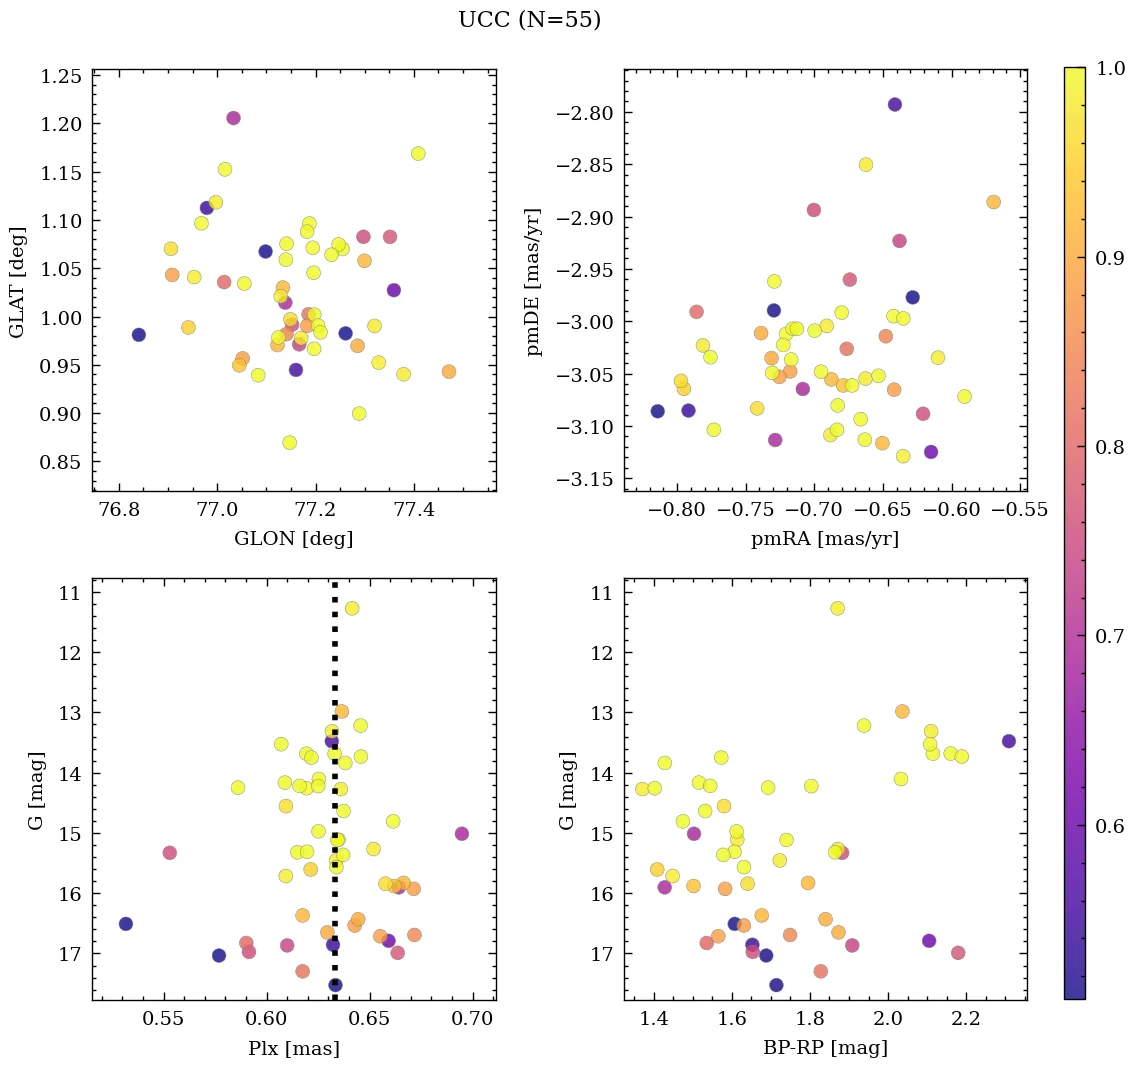 UCC (N=55)
1.25
1.20
1.15
1.10
1.05
1.00
0.95
0.90
0.85
GLAT [deg]
76.8 77.0 77.2 77.4
GLON [deg]
−2.80
−2.85
−2.90
−2.95
−3.00
−3.05
−3.10
−3.15
pmDE [mas/yr]
−0.80 −0.75 −0.70 −0.65 −0.60 −0.55
pmRA [mas/yr]
1.0
0.9
0.8
0.7
0.6
11
12
13
14
15
16
17
G [mag]
0.55 0.60 0.65 0.70
Plx [mas]
11
12
13
14
15
16
17
G [mag]
1.4 1.6 1.8 2.0 2.2
BP-RP [mag]